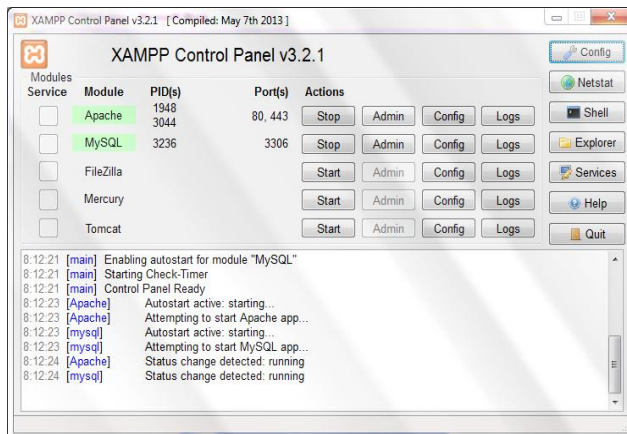 XAMPP Control Panel v3.2.1 [ Compiled: May 7th 2013 ]
XAMPP Control Panel v3.2.1
Config
Modules
Service Module PID(s) Port(s) Actions
Netstat
Apache 1948 3044 80, 443 Stop Admin Config Logs
Shell
MySQL 3236 3306 Stop Admin Config Logs
Explorer
FileZilla Start Admin Config Logs
Services
Mercury Start Admin Config Logs
Help
Tomcat Start Admin Config Logs
Quit
8:12:21 [main] Enabling autostart for module "MySQL"
8:12:21 [main] Starting Check-Timer
8:12:21 [main] Control Panel Ready
8:12:23 [Apache] Autostart active: starting...
8:12:23 [Apache] Attempting to start Apache app...
8:12:23 [mysql] Autostart active: starting...
8:12:23 [mysql] Attempting to start MySQL app...
8:12:24 [Apache] Status change detected: running
8:12:24 [mysql] Status change detected: running